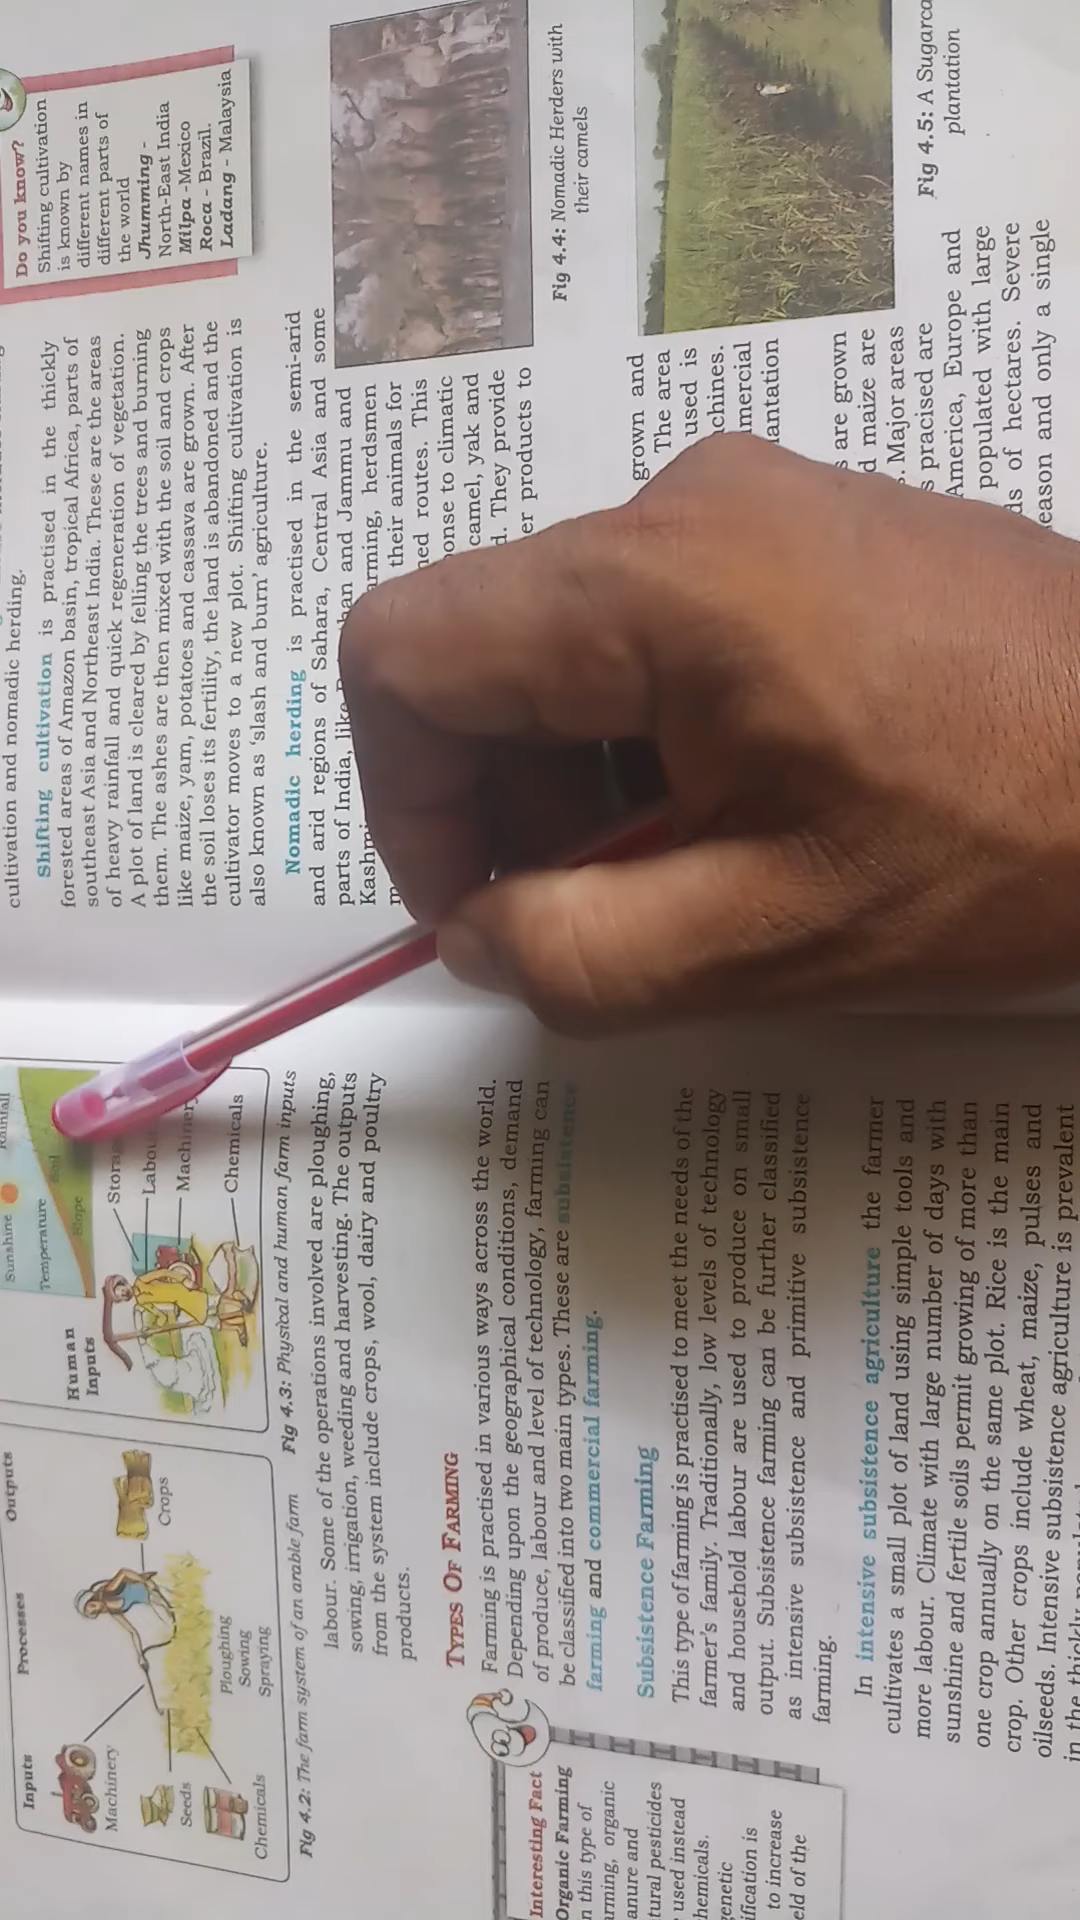 Inputs
Processes
Outputs
Machinery
Seeds
Chemicals
Ploughing
Sowing
Spraying
Crops
Fig 4.2: The farm system of an arable farm
Sunshine
Rainfall
Temperature
Soil
Slope
Human
Inputs
Machinery
Chemicals
Fig 4.3: Physical and human farm inputs
labour. Some of the operations involved are ploughing,
sowing, irrigation, weeding and harvesting. The outputs
from the system include crops, wool, dairy and poultry
products.
TYPES OF FARMING
Farming is practised in various ways across the world.
Depending upon the geographical conditions, demand
of produce, labour and level of technology, farming can
be classified into two main types. These are subsistence
farming and commercial farming.
Subsistence Farming
This type of farming is practised to meet the needs of the
farmer's family. Traditionally, low levels of technology
and household labour are used to produce on small
output. Subsistence farming can be further classified
as intensive subsistence and primitive subsistence
farming.
In intensive subsistence agriculture the farmer
cultivates a small plot of land using simple tools and
more labour. Climate with large number of days with
sunshine and fertile soils permit growing of more than
one crop annually on the same plot. Rice is the main
crop. Other crops include wheat, maize, pulses and
oilseeds. Intensive subsistence agriculture is prevalent
in the thickly
Interesting Fact
Organic Farming
n this type of
rming, organic
anure and
tural pesticides
used instead
hemicals.
genetic
ification is
to increase
eld of the
cultivation and nomadic herding.
Shifting cultivation is practised in the thickly
forested areas of Amazon basin, tropical Africa, parts of
southeast Asia and Northeast India. These are the areas
of heavy rainfall and quick regeneration of vegetation.
A plot of land is cleared by felling the trees and burning
them. The ashes are then mixed with the soil and crops
like maize, yam, potatoes and cassava are grown. After
the soil loses its fertility, the land is abandoned and the
cultivator moves to a new plot. Shifting cultivation is
also known as 'slash and burn' agriculture.
Nomadic herding is practised in the semi-arid
and arid regions of Sahara, Central Asia and some
parts of India, like han and Jammu and
Kashmi arming, herdsmen
their animals for
ned routes. This
onse to climatic
camel, yak and
d. They provide
er products to
grown and
The area
used is
chines.
mmercial
lantation
s are grown
d maize are
. Major areas
s pracised are
America, Europe and
populated with large
ds of hectares. Severe
eason and only a single
Do you know?
Shifting cultivation
is known by
different names in
different parts of
the world
Jhumming -
North-East India
Milpa -Mexico
Roca - Brazil.
Ladang - Malaysia
Fig 4.4: Nomadic Herders with
their camels
Fig 4.5: A Sugarca
plantation